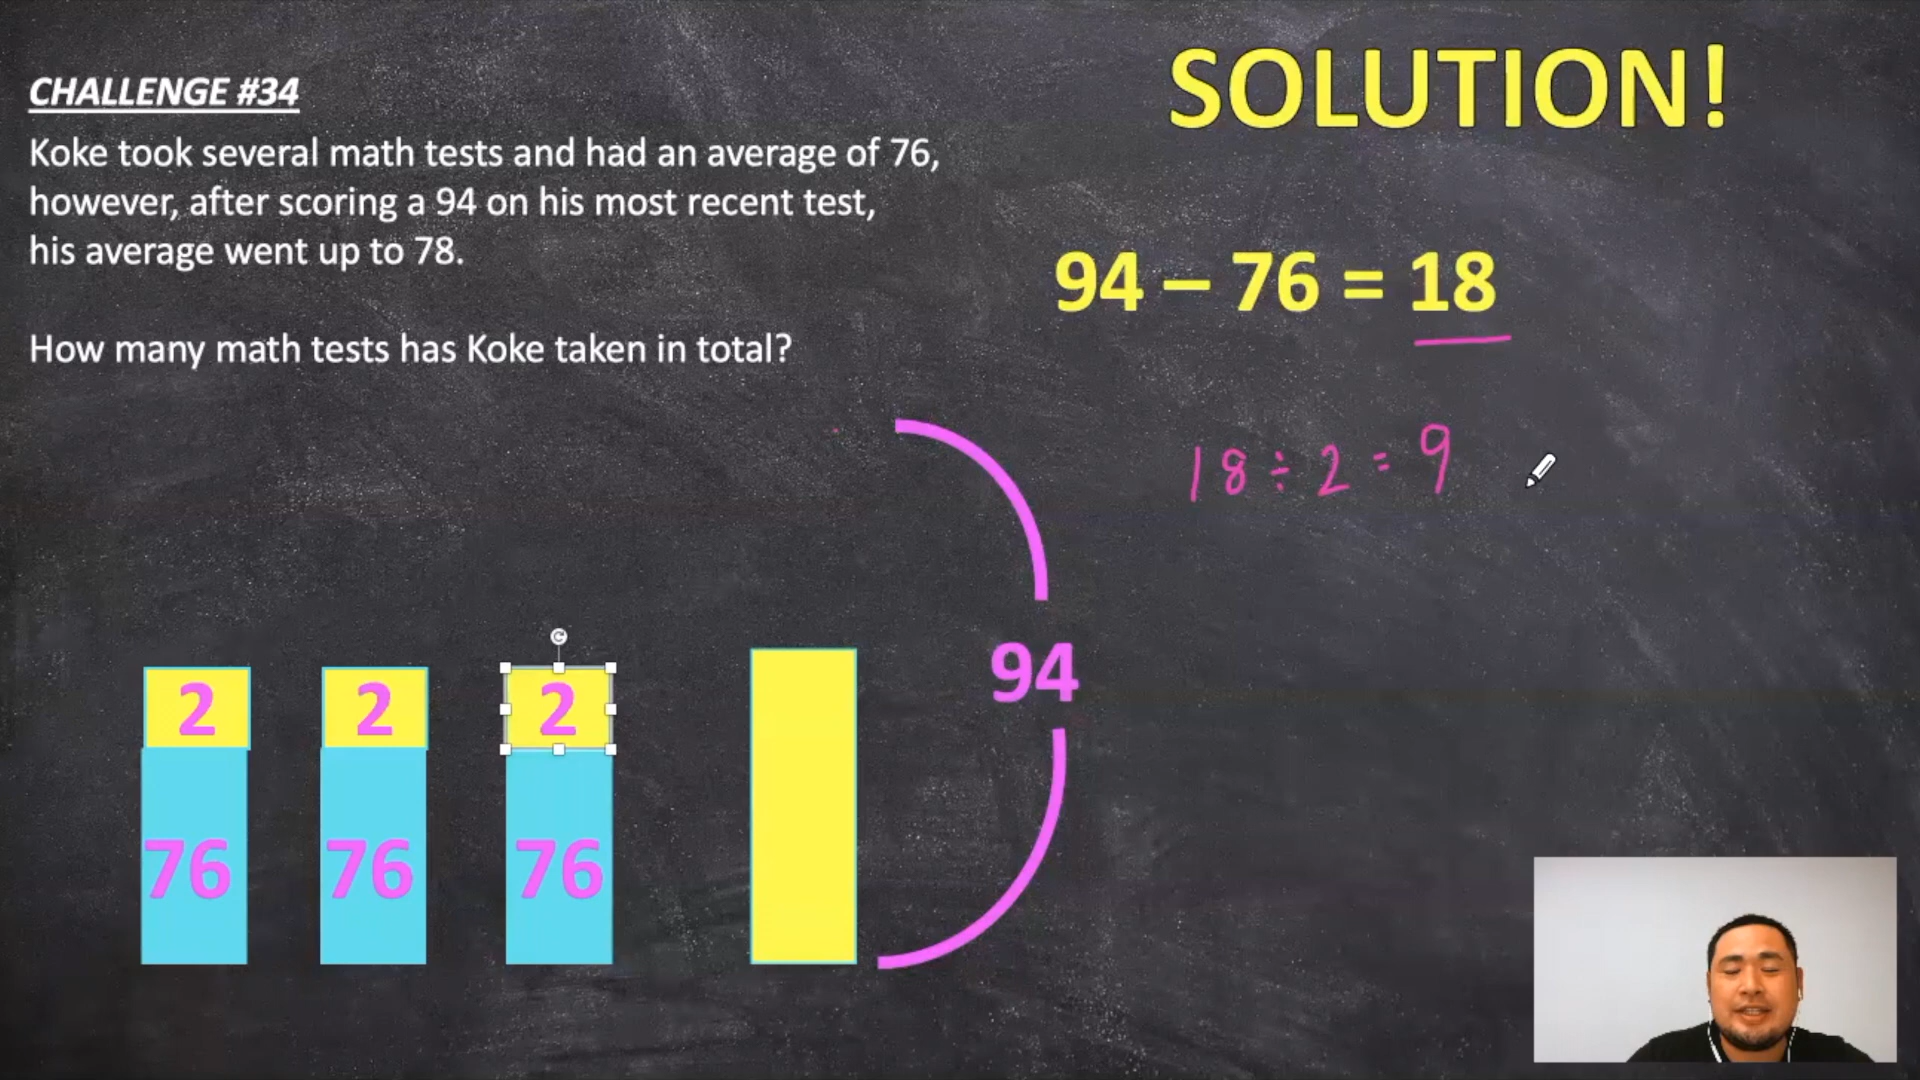 CHALLENGE #34
Koke took several math tests and had an average of 76,
however, after scoring a 94 on his most recent test,
his average went up to 78.
How many math tests has Koke taken in total?
SOLUTION!
94 – 76 = 18
18 ÷ 2 = 9
94
2 2 2
76 76 76